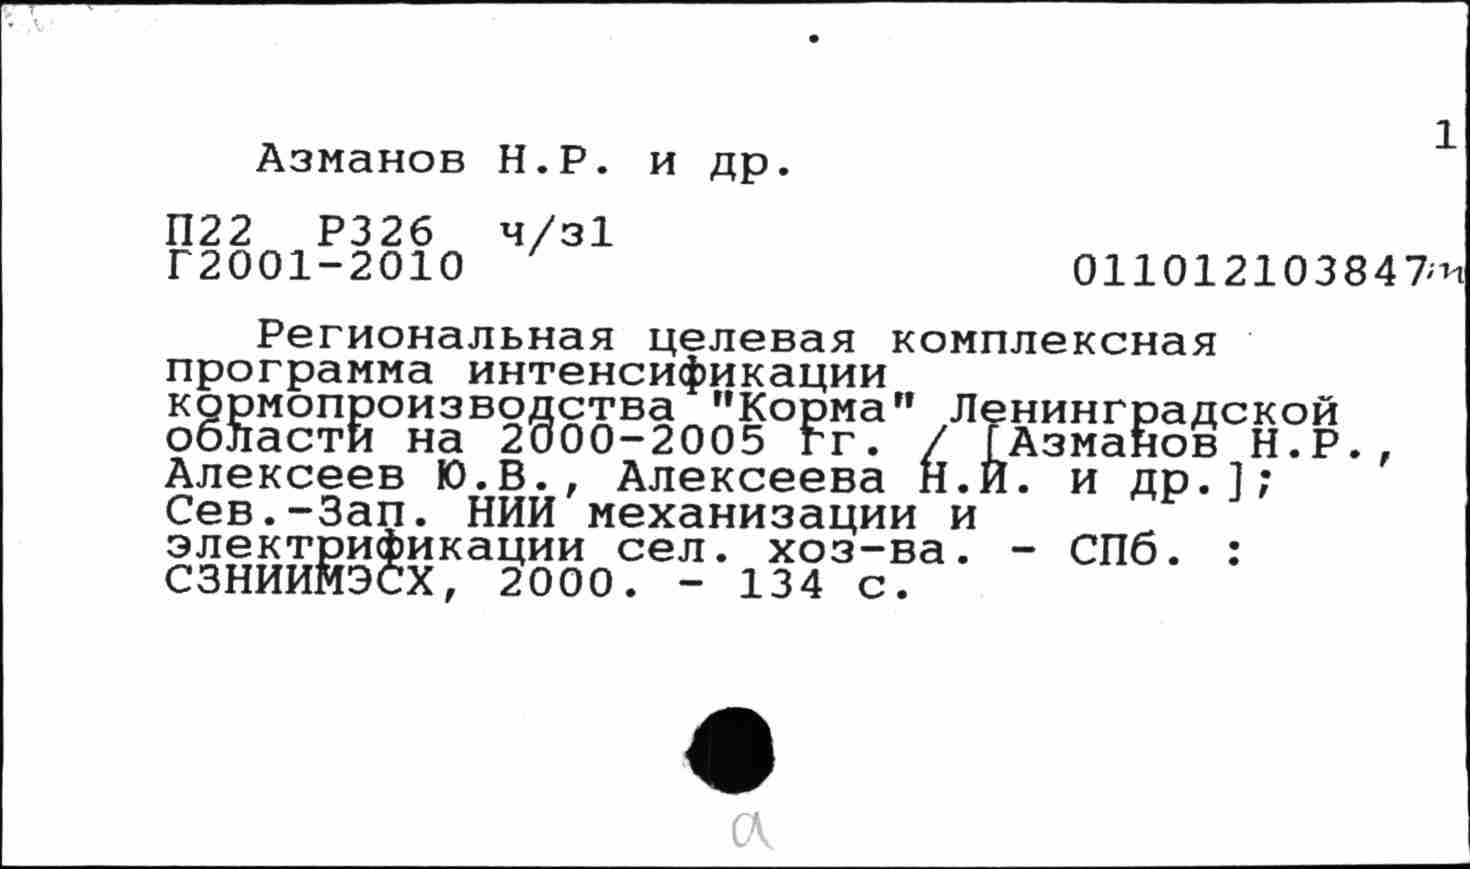 1
Азманов Н.Р. и др.
П22 Р326 ч/з1
Г2001-2010 011012103847
Региональная целевая комплексная
программа интенсификации
кормопроизводства "Корма" Ленинградской
области на 2000-2005 гг. / [Азманов Н.Р.,
Алексеев Ю.В., Алексеева Н.И. и др.];
Сев.-Зап. НИИ механизации и
электрификации сел. хоз-ва. - СПб. :
СЗНИИМЭСХ, 2000. - 134 с.
а